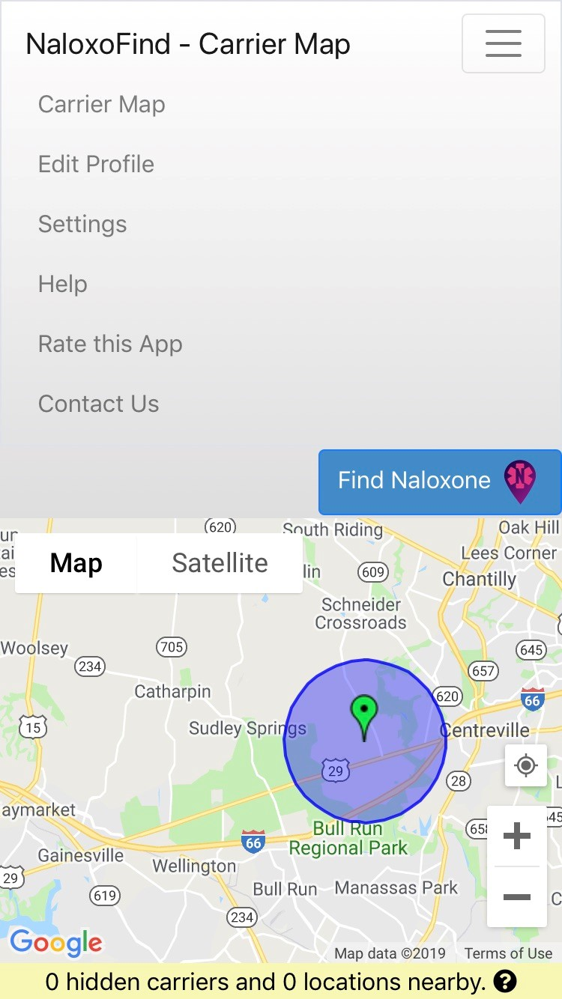 NaloxoFind - Carrier Map
Carrier Map
Edit Profile
Settings
Help
Rate this App
Contact Us
Find Naloxone N
620
South Riding
Oak Hill
Map
Satellite
lin
609
Lees Corner
Chantilly
Schneider
Crossroads
Woolsey
705
234
645
657
Catharpin
620
66
15
Sudley Springs
Centreville
29
28
aymarket
Bull Run
Regional Park
658
Gainesville
66
Wellington
29
619
Bull Run
Manassas Park
234
Google
Map data ©2019
Terms of Use
0 hidden carriers and 0 locations nearby. ?